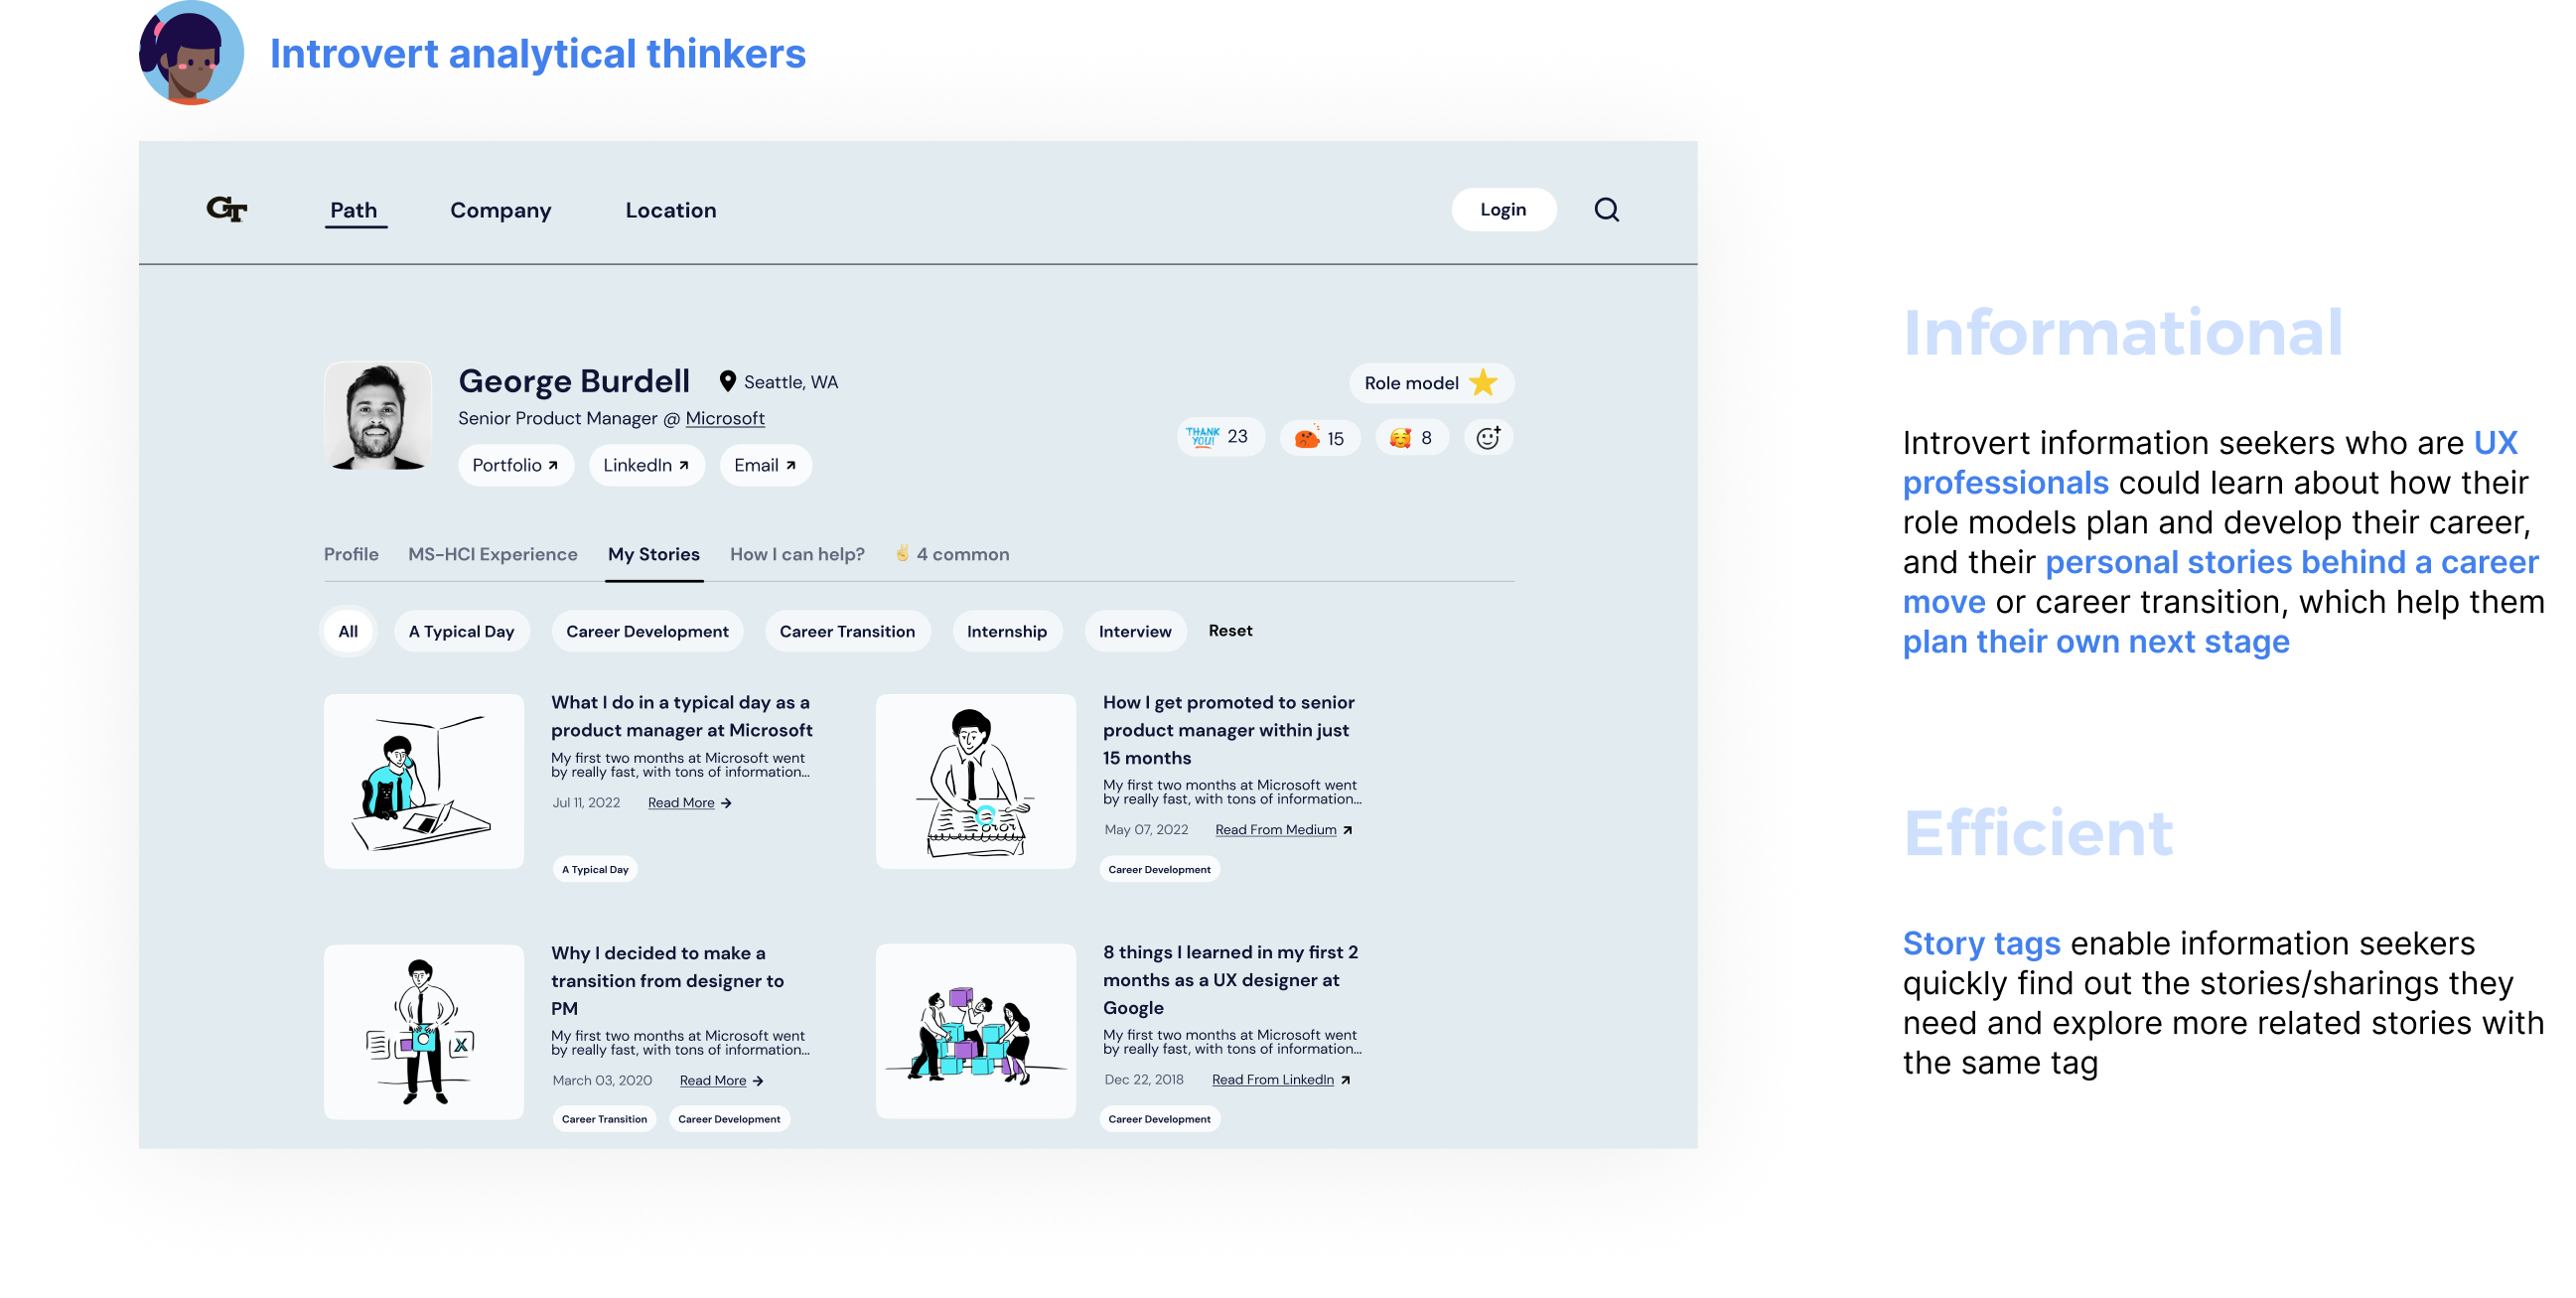 Introvert analytical thinkers
GT
Path
Company
Location
Login
George Burdell
Seattle, WA
Senior Product Manager @ Microsoft
Portfolio
LinkedIn
Email
Role model
THANK YOU! 23
15
8
Profile
MS-HCI Experience
My Stories
How I can help?
4 common
All
A Typical Day
Career Development
Career Transition
Internship
Interview
Reset
What I do in a typical day as a
product manager at Microsoft
My first two months at Microsoft went
by really fast, with tons of information...
Jul 11, 2022
Read More
A Typical Day
How I get promoted to senior
product manager within just
15 months
My first two months at Microsoft went
by really fast, with tons of information...
May 07, 2022
Read From Medium
Career Development
Why I decided to make a
transition from designer to
PM
My first two months at Microsoft went
by really fast, with tons of information...
March 03, 2020
Read More
Career Transition
Career Development
8 things I learned in my first 2
months as a UX designer at
Google
My first two months at Microsoft went
by really fast, with tons of information...
Dec 22, 2018
Read From LinkedIn
Career Development
Informational
Introvert information seekers who are UX
professionals could learn about how their
role models plan and develop their career,
and their personal stories behind a career
move or career transition, which help them
plan their own next stage
Efficient
Story tags enable information seekers
quickly find out the stories/sharings they
need and explore more related stories with
the same tag